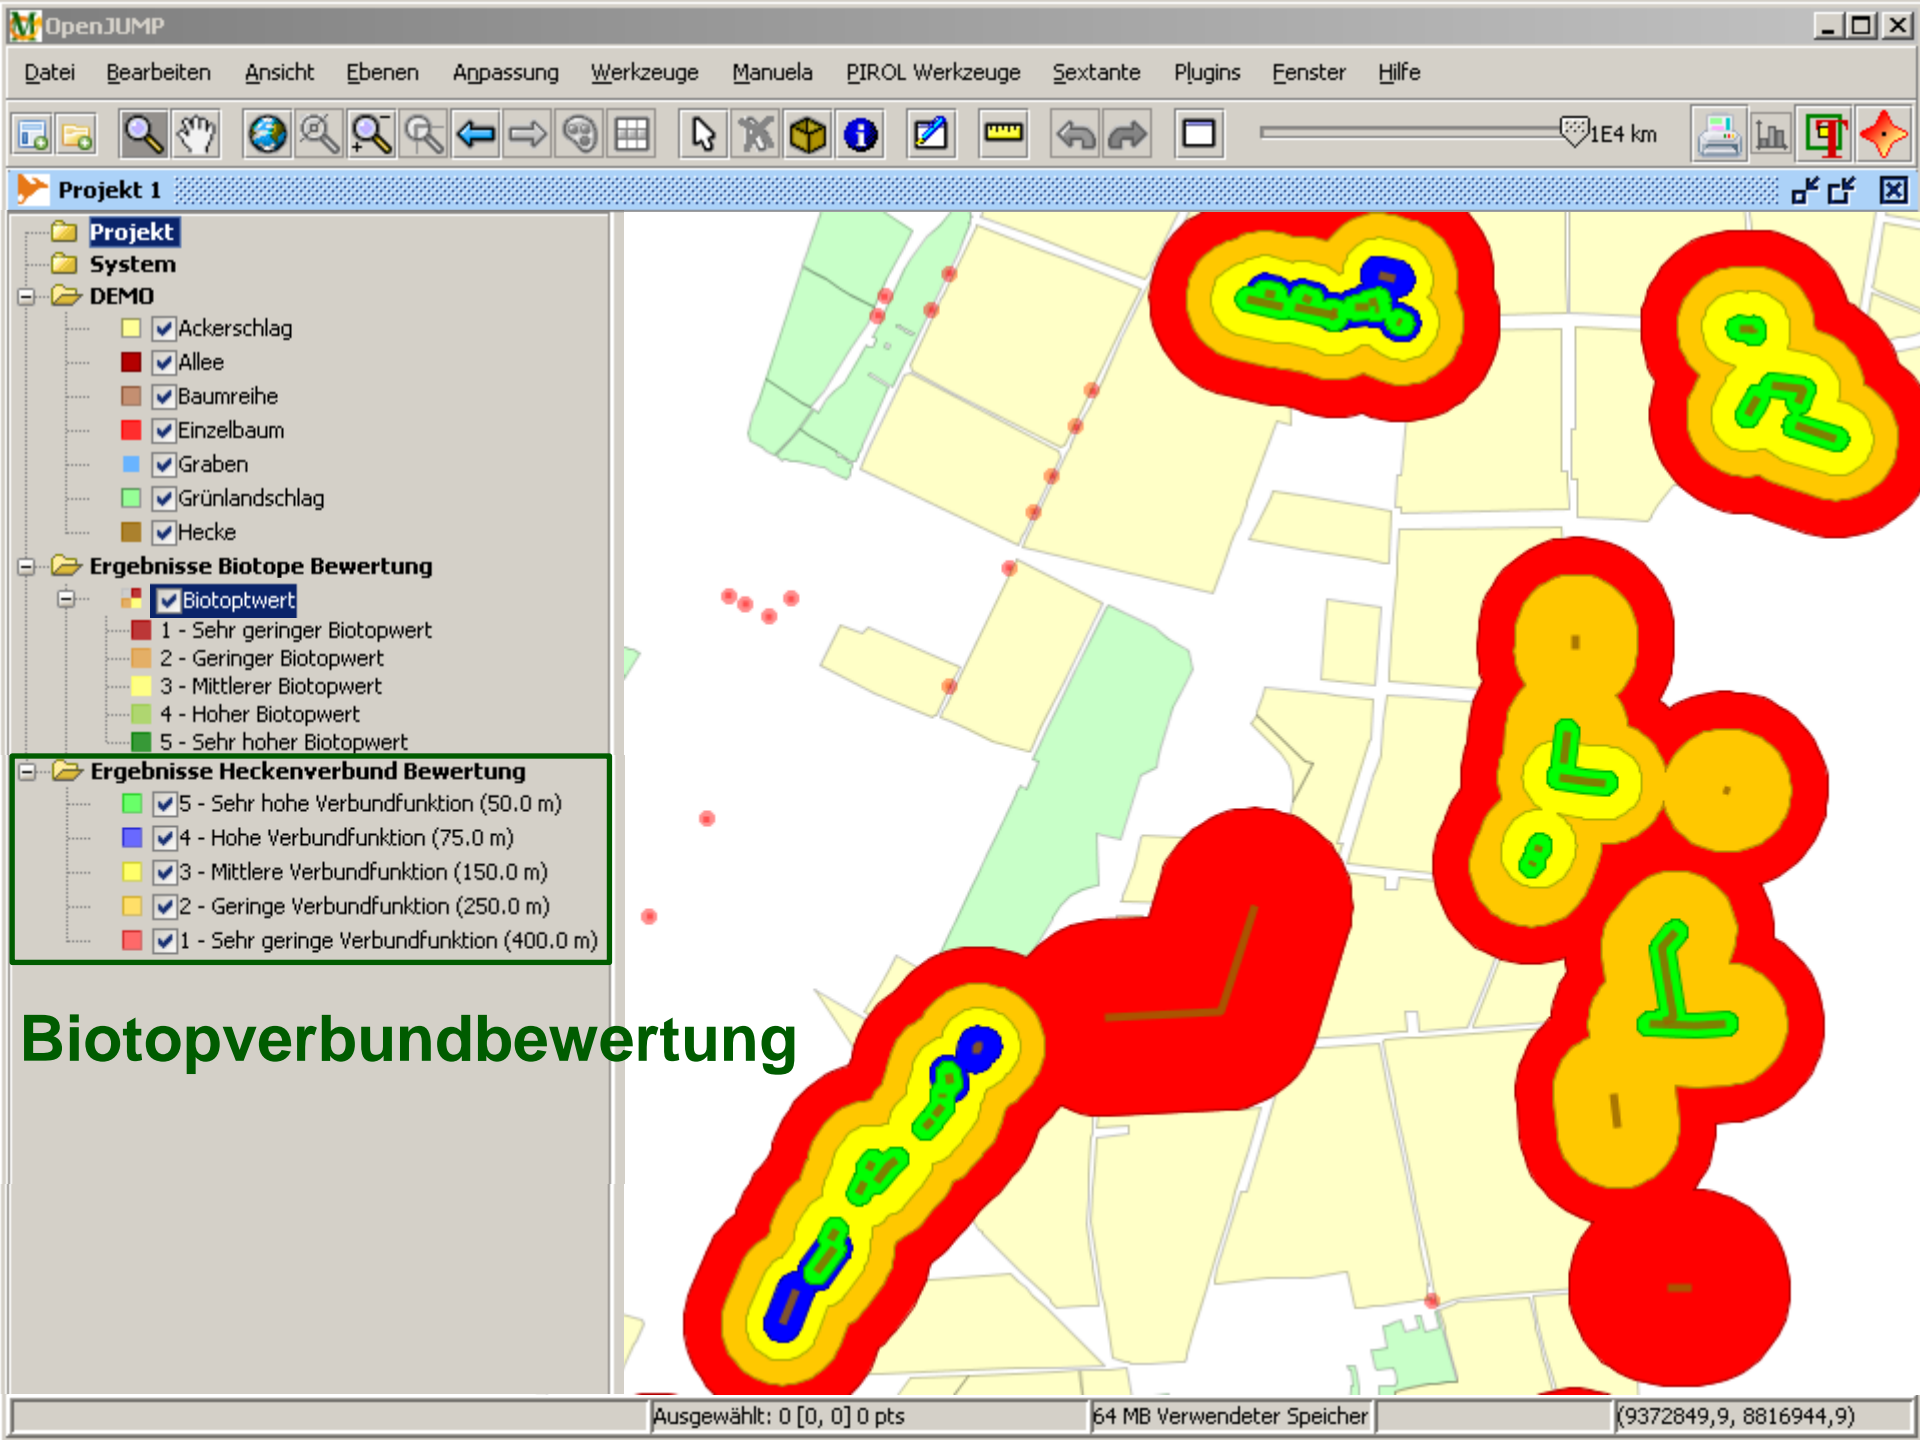 OpenJUMP
Datei Bearbeiten Ansicht Ebenen Anpassung Werkzeuge Manuela PIROL Werkzeuge Sextante Plugins Fenster Hilfe
1E4 km
Projekt 1
Projekt
System
DEMO
Ackerschlag
Allee
Baumreihe
Einzelbaum
Graben
Grünlandschlag
Hecke
Ergebnisse Biotope Bewertung
Biotoptwert
1 - Sehr geringer Biotopwert
2 - Geringer Biotopwert
3 - Mittlerer Biotopwert
4 - Hoher Biotopwert
5 - Sehr hoher Biotopwert
Ergebnisse Heckenverbund Bewertung
5 - Sehr hohe Verbundfunktion (50.0 m)
4 - Hohe Verbundfunktion (75.0 m)
3 - Mittlere Verbundfunktion (150.0 m)
2 - Geringe Verbundfunktion (250.0 m)
1 - Sehr geringe Verbundfunktion (400.0 m)
Biotopverbundbewertung
Ausgewählt: 0 [0, 0] 0 pts 64 MB Verwendeter Speicher (9372849,9, 8816944,9)